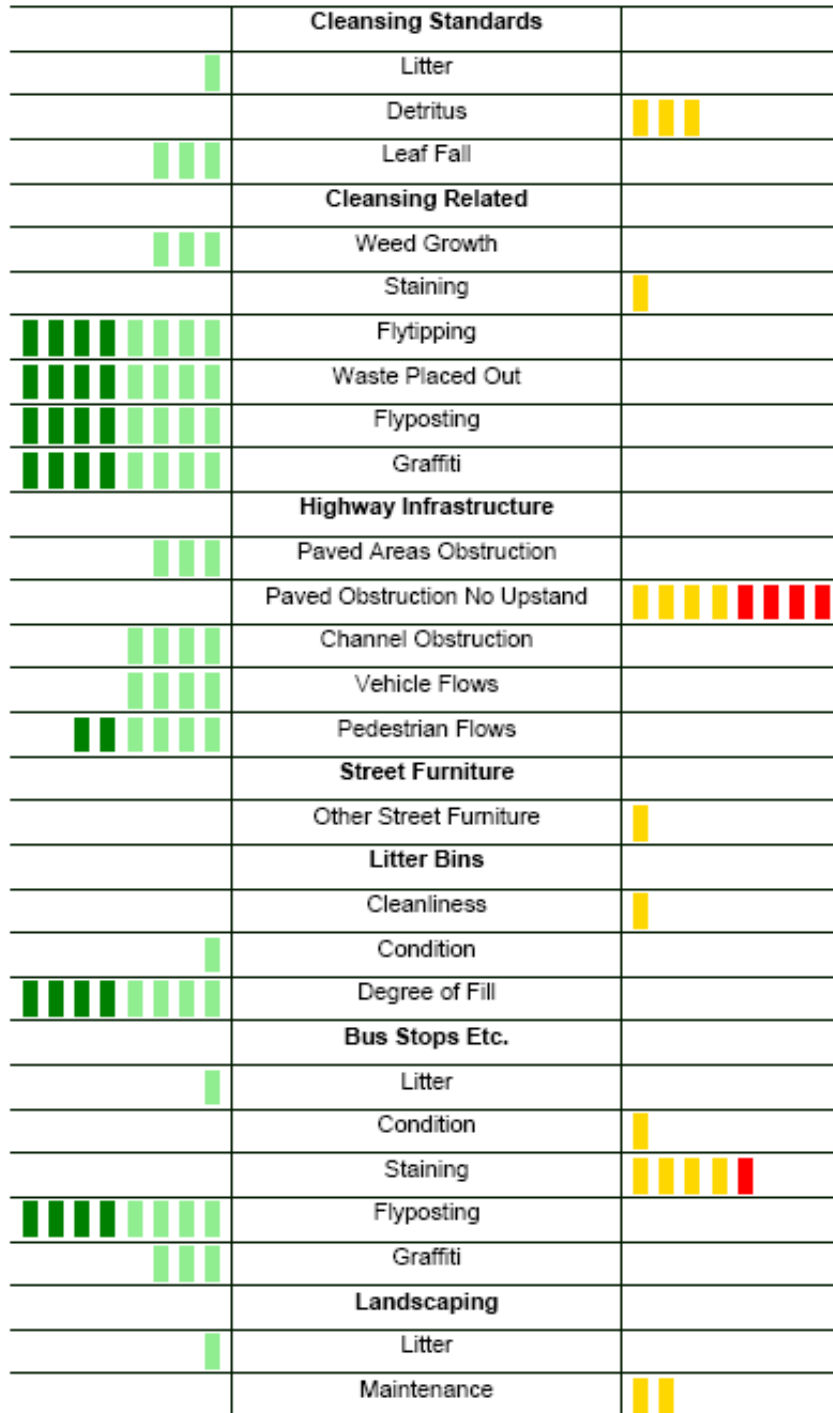 Cleansing Standards
Litter
Detritus
Leaf Fall
Cleansing Related
Weed Growth
Staining
Flytipping
Waste Placed Out
Flyposting
Graffiti
Highway Infrastructure
Paved Areas Obstruction
Paved Obstruction No Upstand
Channel Obstruction
Vehicle Flows
Pedestrian Flows
Street Furniture
Other Street Furniture
Litter Bins
Cleanliness
Condition
Degree of Fill
Bus Stops Etc.
Litter
Condition
Staining
Flyposting
Graffiti
Landscaping
Litter
Maintenance